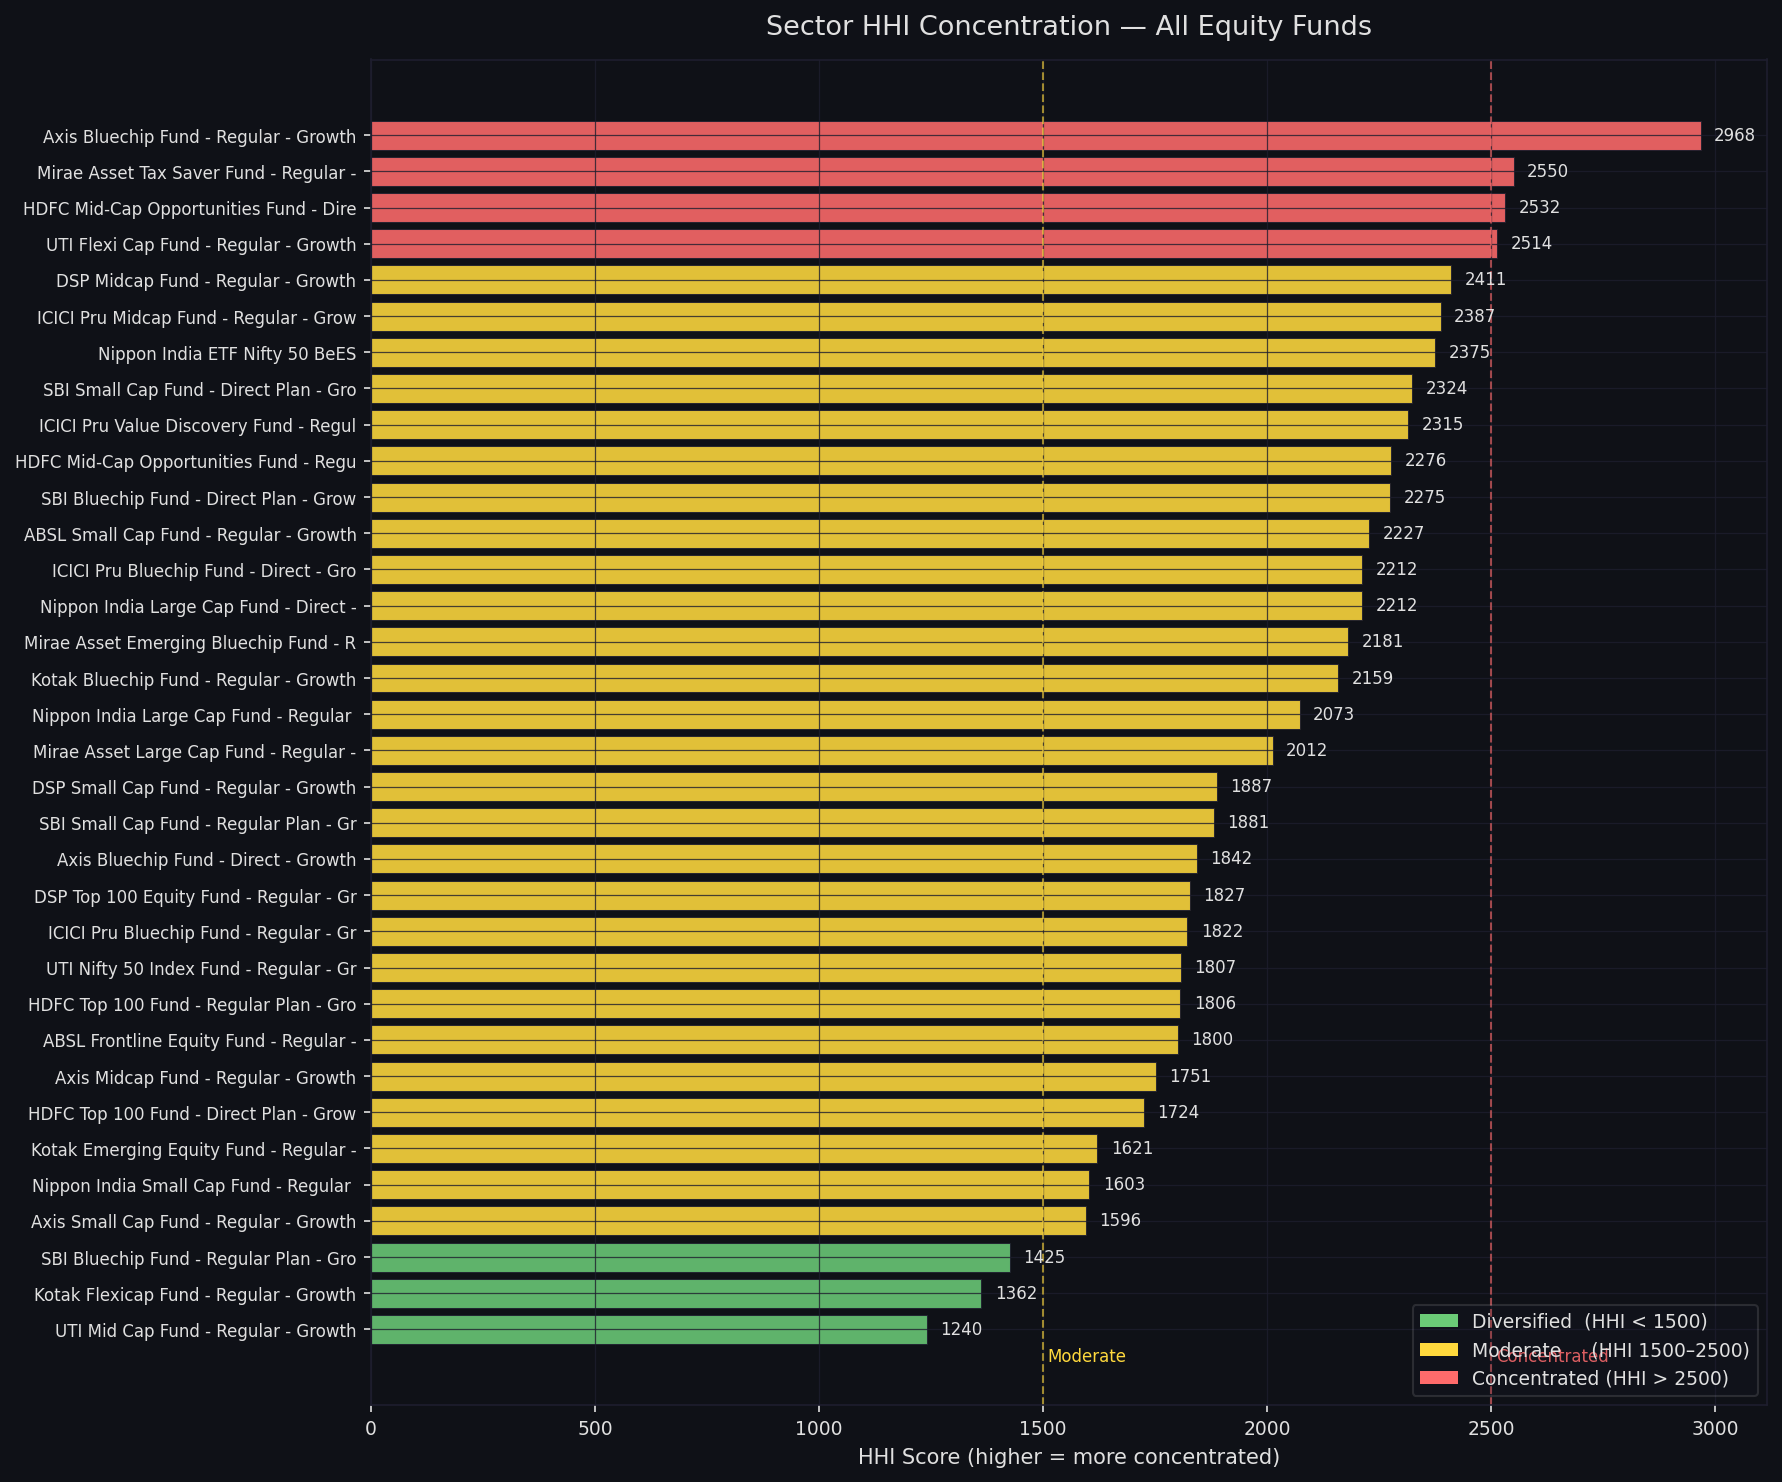 Sector HHI Concentration — All Equity Funds
Axis Bluechip Fund - Regular - Growth 2968
Mirae Asset Tax Saver Fund - Regular - 2550
HDFC Mid-Cap Opportunities Fund - Dire 2532
UTI Flexi Cap Fund - Regular - Growth 2514
DSP Midcap Fund - Regular - Growth 2411
ICICI Pru Midcap Fund - Regular - Grow 2387
Nippon India ETF Nifty 50 BeES 2375
SBI Small Cap Fund - Direct Plan - Gro 2324
ICICI Pru Value Discovery Fund - Regul 2315
HDFC Mid-Cap Opportunities Fund - Regu 2276
SBI Bluechip Fund - Direct Plan - Grow 2275
ABSL Small Cap Fund - Regular - Growth 2227
ICICI Pru Bluechip Fund - Direct - Gro 2212
Nippon India Large Cap Fund - Direct - 2212
Mirae Asset Emerging Bluechip Fund - R 2181
Kotak Bluechip Fund - Regular - Growth 2159
Nippon India Large Cap Fund - Regular 2073
Mirae Asset Large Cap Fund - Regular - 2012
DSP Small Cap Fund - Regular - Growth 1887
SBI Small Cap Fund - Regular Plan - Gr 1881
Axis Bluechip Fund - Direct - Growth 1842
DSP Top 100 Equity Fund - Regular - Gr 1827
ICICI Pru Bluechip Fund - Regular - Gr 1822
UTI Nifty 50 Index Fund - Regular - Gr 1807
HDFC Top 100 Fund - Regular Plan - Gro 1806
ABSL Frontline Equity Fund - Regular - 1800
Axis Midcap Fund - Regular - Growth 1751
HDFC Top 100 Fund - Direct Plan - Grow 1724
Kotak Emerging Equity Fund - Regular - 1621
Nippon India Small Cap Fund - Regular 1603
Axis Small Cap Fund - Regular - Growth 1596
SBI Bluechip Fund - Regular Plan - Gro 1425
Kotak Flexicap Fund - Regular - Growth 1362
UTI Mid Cap Fund - Regular - Growth 1240
Moderate
Concentrated
Diversified (HHI < 1500)
Moderate (HHI 1500–2500)
Concentrated (HHI > 2500)
0 500 1000 1500 2000 2500 3000
HHI Score (higher = more concentrated)